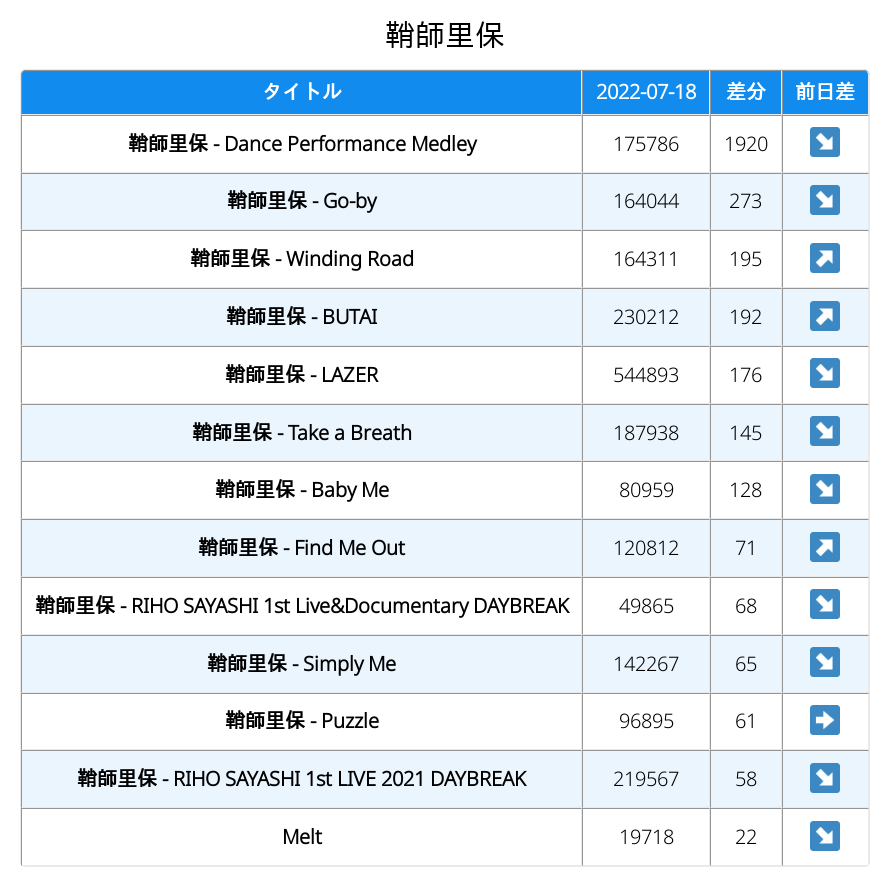 鞘師里保
タイトル 2022-07-18 差分 前日差
鞘師里保 - Dance Performance Medley 175786 1920 ↘
鞘師里保 - Go-by 164044 273 ↘
鞘師里保 - Winding Road 164311 195 ↗
鞘師里保 - BUTAI 230212 192 ↗
鞘師里保 - LAZER 544893 176 ↘
鞘師里保 - Take a Breath 187938 145 ↘
鞘師里保 - Baby Me 80959 128 ↘
鞘師里保 - Find Me Out 120812 71 ↗
鞘師里保 - RIHO SAYASHI 1st Live&Documentary DAYBREAK 49865 68 ↘
鞘師里保 - Simply Me 142267 65 ↘
鞘師里保 - Puzzle 96895 61 ➡
鞘師里保 - RIHO SAYASHI 1st LIVE 2021 DAYBREAK 219567 58 ↘
Melt 19718 22 ↘